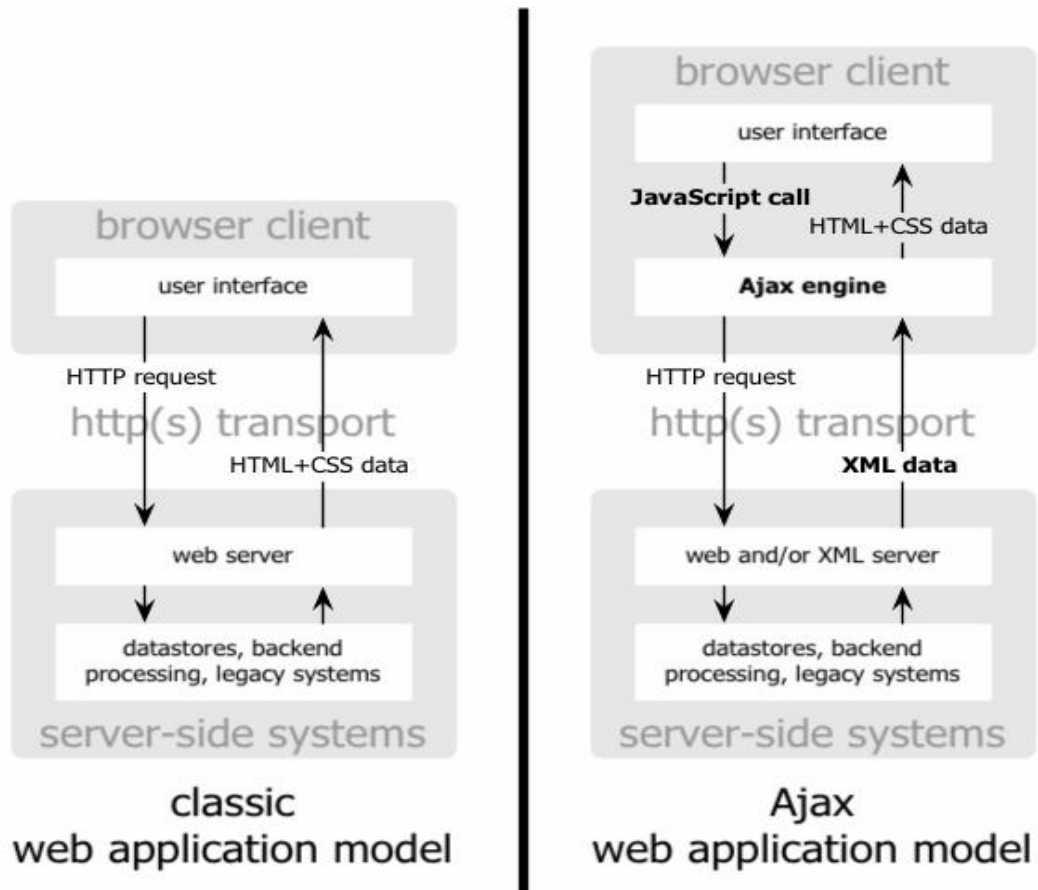 browser client
user interface
HTTP request
http(s) transport
HTML+CSS data
web server
datastores, backend
processing, legacy systems
server-side systems
classic
web application model
browser client
user interface
JavaScript call
HTML+CSS data
Ajax engine
HTTP request
http(s) transport
XML data
web and/or XML server
datastores, backend
processing, legacy systems
server-side systems
Ajax
web application model